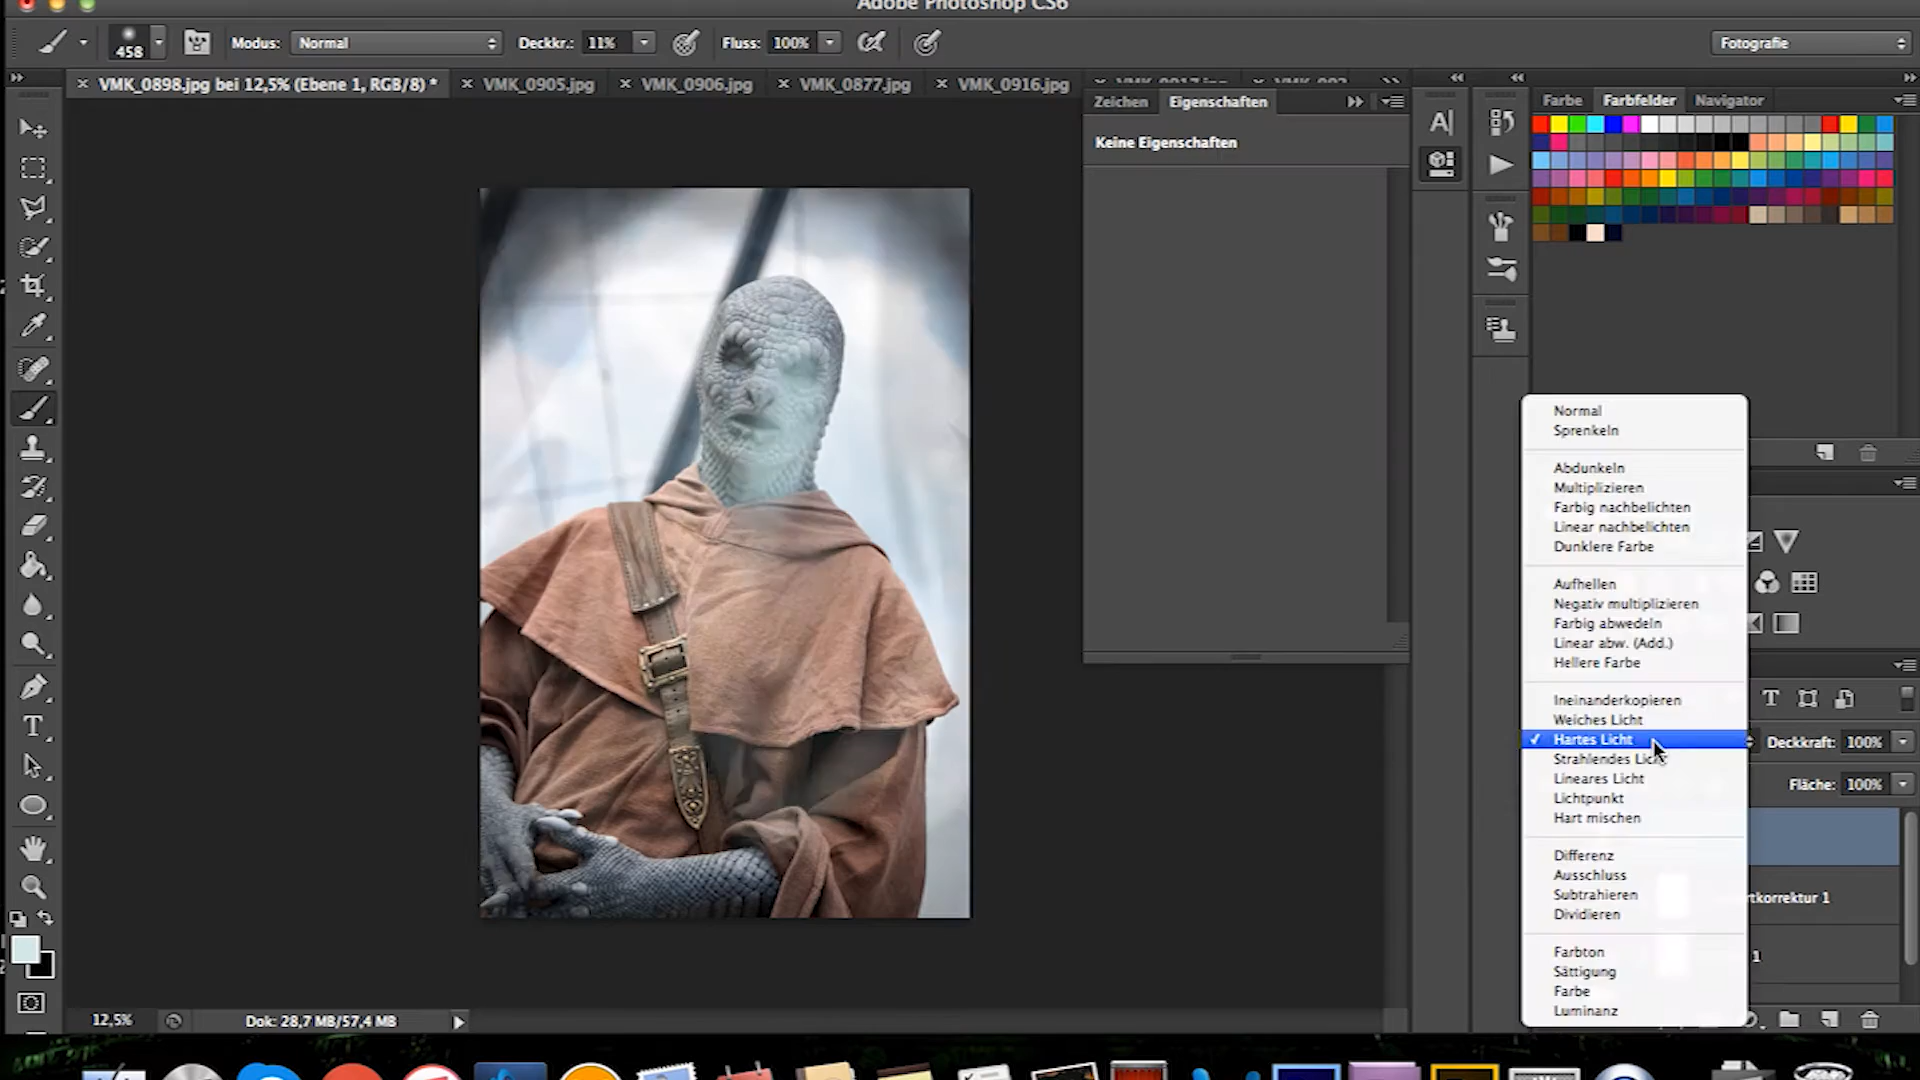 Adobe Photoshop CS6
458
Modus: Normal
Deckkr.: 11%
Fluss: 100%
Fotografie
VMK_0898.jpg bei 12,5% (Ebene 1, RGB/8) *
VMK_0905.jpg
VMK_0906.jpg
VMK_0877.jpg
VMK_0916.jpg
Zeichen
Eigenschaften
Keine Eigenschaften
Farbe
Farbfelder
Navigator
Normal
Sprenkeln
Abdunkeln
Multiplizieren
Farbig nachbelichten
Linear nachbelichten
Dunklere Farbe
Aufhellen
Negativ multiplizieren
Farbig abwedeln
Linear abw. (Add.)
Hellere Farbe
Ineinanderkopieren
Weiches Licht
Hartes Licht
Strahlendes Licht
Lineares Licht
Lichtpunkt
Hart mischen
Differenz
Ausschluss
Subtrahieren
Dividieren
Farbton
Sättigung
Farbe
Luminanz
Deckkraft: 100%
Fläche: 100%
rtkorrektur 1
1
12,5%
Dok: 28,7 MB/57,4 MB